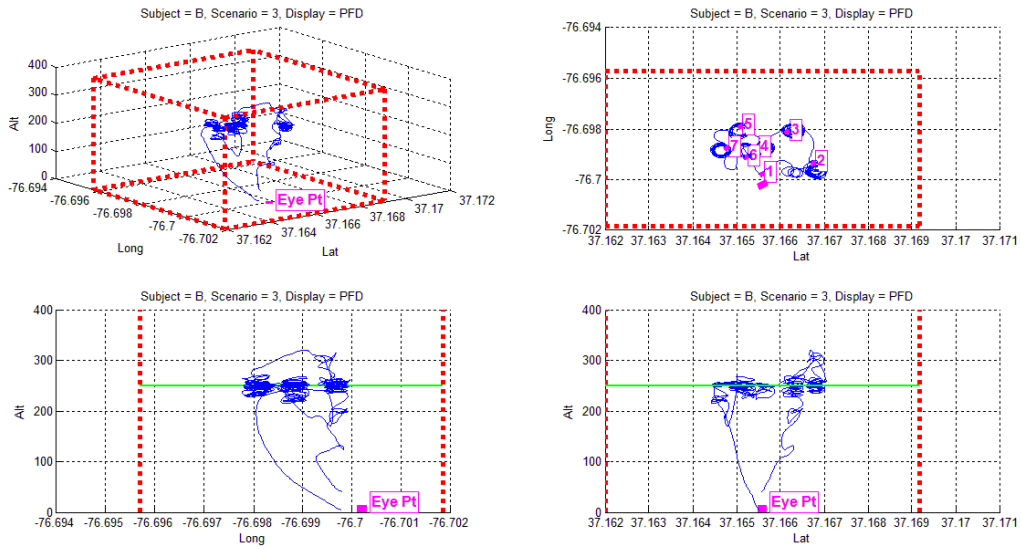 Subject = B, Scenario = 3, Display = PFD
400
300
200
100
0
Alt
-76.694
-76.696
-76.698
-76.7
-76.702
Long
37.162
37.164
37.166
37.168
37.17
37.172
Lat
Eye Pt
Subject = B, Scenario = 3, Display = PFD
-76.694
-76.696
-76.698
-76.7
-76.702
Long
5
3
7
4
6
2
1
37.162 37.163 37.164 37.165 37.166 37.167 37.168 37.169 37.17 37.171
Lat
Subject = B, Scenario = 3, Display = PFD
400
300
200
100
0
Alt
Eye Pt
-76.694 -76.695 -76.696 -76.697 -76.698 -76.699 -76.7 -76.701 -76.702
Long
Subject = B, Scenario = 3, Display = PFD
400
300
200
100
0
Alt
Eye Pt
37.162 37.163 37.164 37.165 37.166 37.167 37.168 37.169 37.17 37.171
Lat